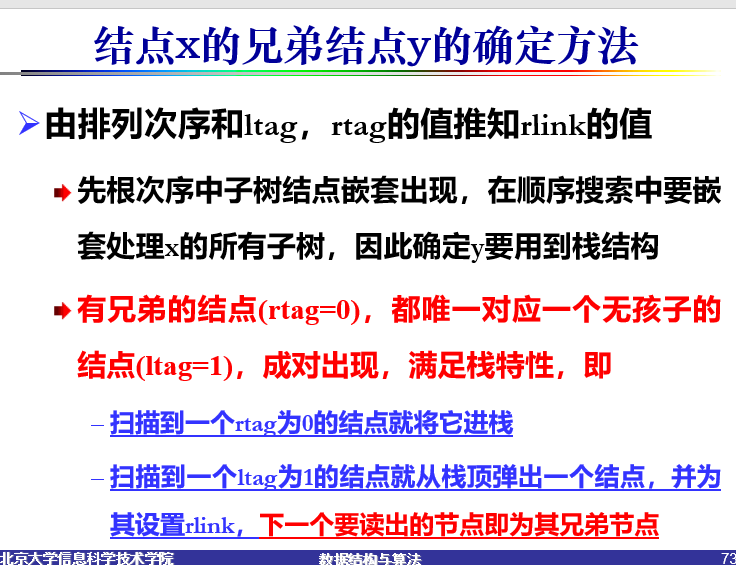 结点x的兄弟结点y的确定方法
由排列次序和ltag，rtag的值推知rlink的值
先根次序中子树结点嵌套出现，在顺序搜索中要嵌
套处理x的所有子树，因此确定y要用到栈结构
有兄弟的结点(rtag=0)，都唯一对应一个无孩子的
结点(ltag=1)，成对出现，满足栈特性，即
– 扫描到一个rtag为0的结点就将它进栈
– 扫描到一个ltag为1的结点就从栈顶弹出一个结点，并为
其设置rlink，下一个要读出的节点即为其兄弟节点
北京大学信息科学技术学院 数据结构与算法 73